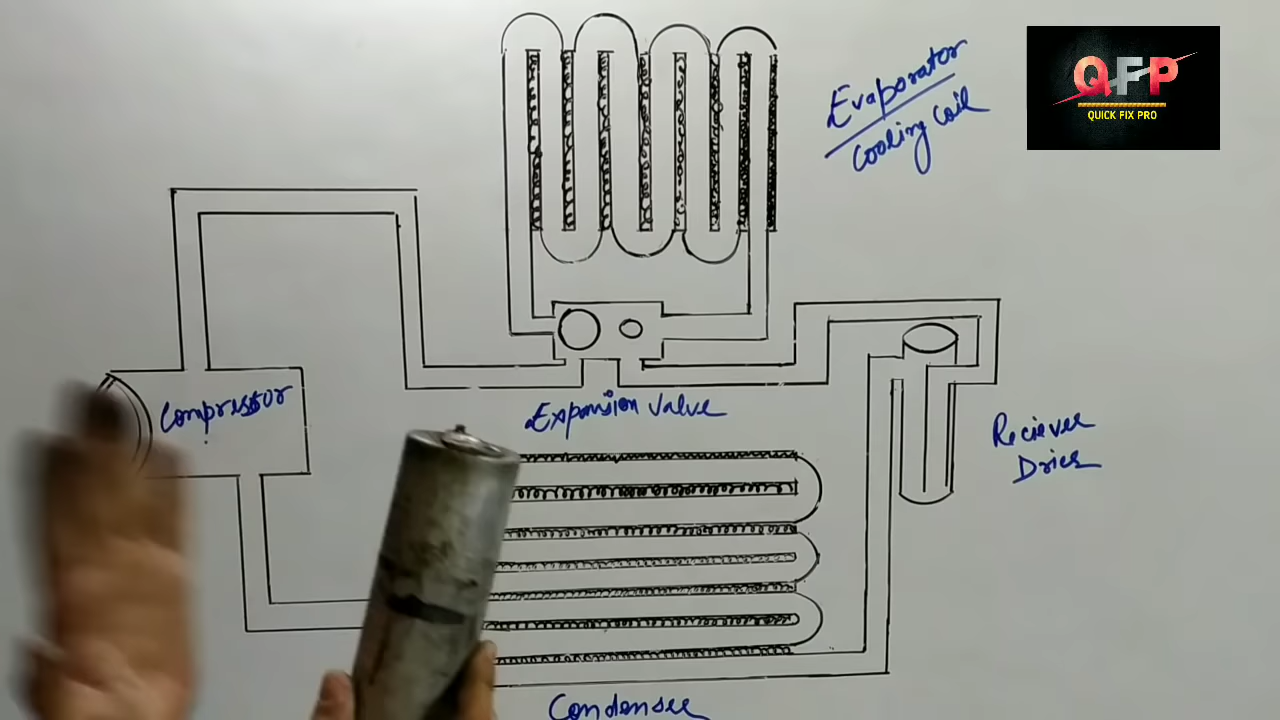 Evaporator
Cooling Coil
QFP
QUICK FIX PRO
Compressor
Expansion Valve
Reciever
Drier
Condenser